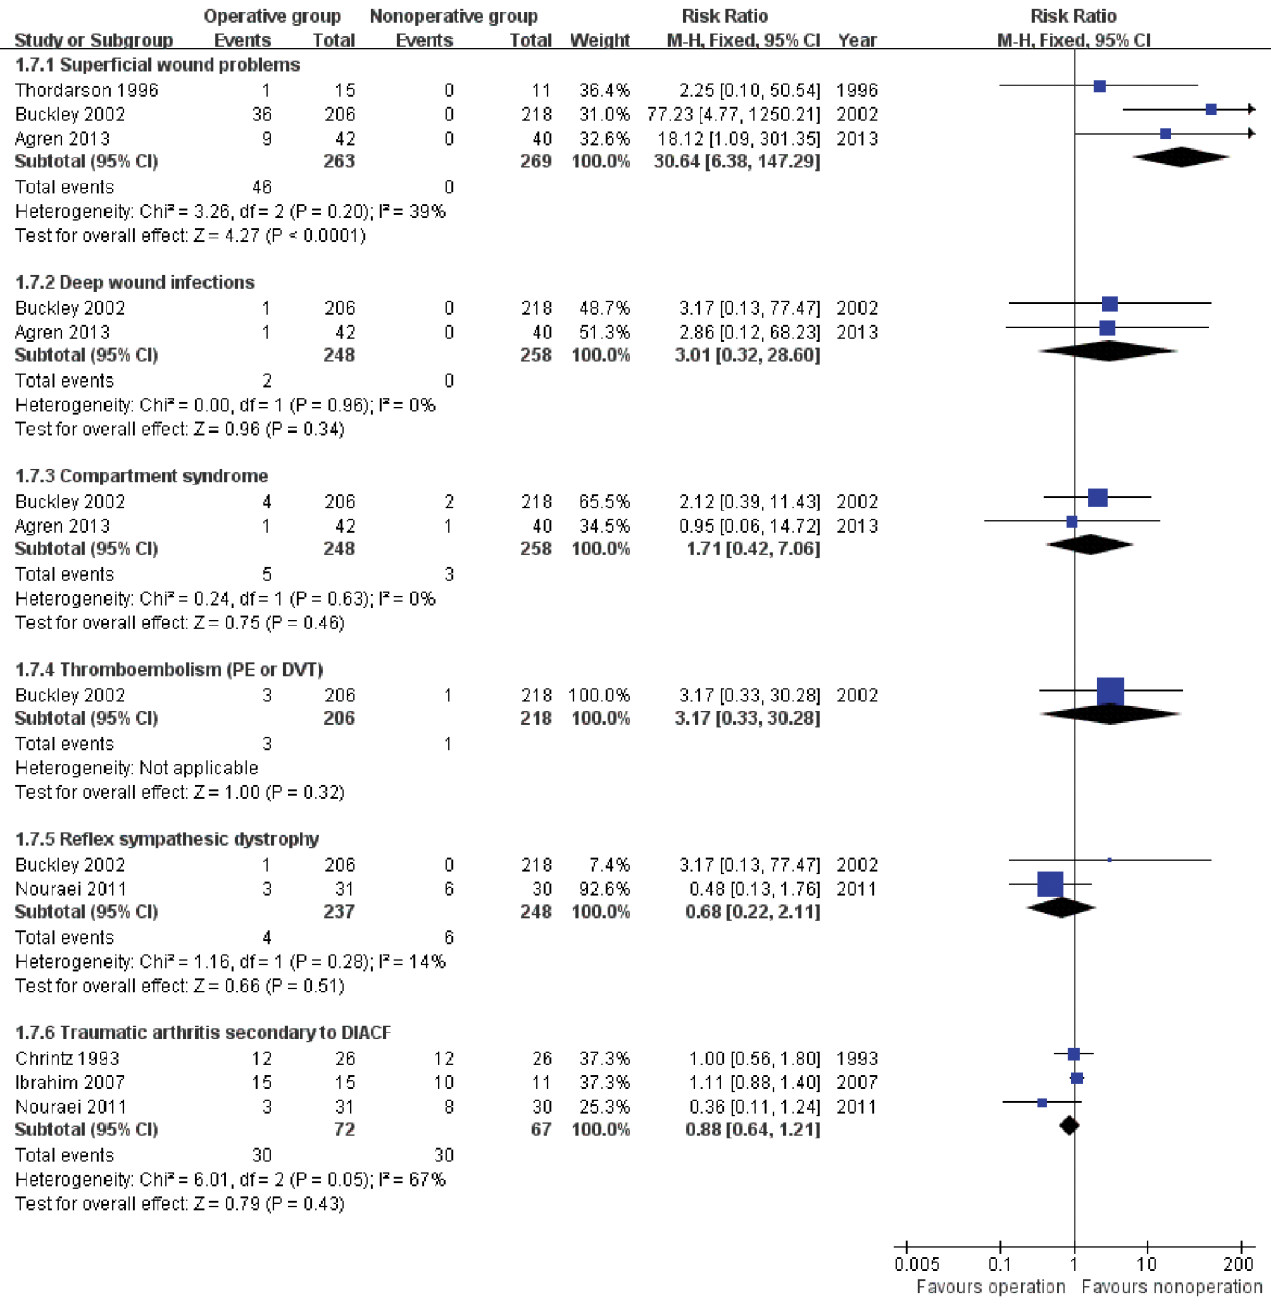 Operative group Nonoperative group Risk Ratio Risk Ratio
Study or Subgroup Events Total Events Total Weight M-H, Fixed, 95% CI Year M-H, Fixed, 95% CI
1.7.1 Superficial wound problems
Thordarson 1996 1 15 0 11 36.4% 2.25 [0.10, 50.54] 1996
Buckley 2002 36 206 0 218 31.0% 77.23 [4.77, 1250.21] 2002
Agren 2013 9 42 0 40 32.6% 18.12 [1.09, 301.35] 2013
Subtotal (95% CI) 263 269 100.0% 30.64 [6.38, 147.29]
Total events 46 0
Heterogeneity: Chi² = 3.26, df = 2 (P = 0.20); I² = 39%
Test for overall effect: Z = 4.27 (P < 0.0001)
1.7.2 Deep wound infections
Buckley 2002 1 206 0 218 48.7% 3.17 [0.13, 77.47] 2002
Agren 2013 1 42 0 40 51.3% 2.86 [0.12, 68.23] 2013
Subtotal (95% CI) 248 258 100.0% 3.01 [0.32, 28.60]
Total events 2 0
Heterogeneity: Chi² = 0.00, df = 1 (P = 0.96); I² = 0%
Test for overall effect: Z = 0.96 (P = 0.34)
1.7.3 Compartment syndrome
Buckley 2002 4 206 2 218 65.5% 2.12 [0.39, 11.43] 2002
Agren 2013 1 42 1 40 34.5% 0.95 [0.06, 14.72] 2013
Subtotal (95% CI) 248 258 100.0% 1.71 [0.42, 7.06]
Total events 5 3
Heterogeneity: Chi² = 0.24, df = 1 (P = 0.63); I² = 0%
Test for overall effect: Z = 0.75 (P = 0.46)
1.7.4 Thromboembolism (PE or DVT)
Buckley 2002 3 206 1 218 100.0% 3.17 [0.33, 30.28] 2002
Subtotal (95% CI) 206 218 100.0% 3.17 [0.33, 30.28]
Total events 3 1
Heterogeneity: Not applicable
Test for overall effect: Z = 1.00 (P = 0.32)
1.7.5 Reflex sympathesic dystrophy
Buckley 2002 1 206 0 218 7.4% 3.17 [0.13, 77.47] 2002
Nouraei 2011 3 31 6 30 92.6% 0.48 [0.13, 1.76] 2011
Subtotal (95% CI) 237 248 100.0% 0.68 [0.22, 2.11]
Total events 4 6
Heterogeneity: Chi² = 1.16, df = 1 (P = 0.28); I² = 14%
Test for overall effect: Z = 0.66 (P = 0.51)
1.7.6 Traumatic arthritis secondary to DIACF
Chrintz 1993 12 26 12 26 37.3% 1.00 [0.56, 1.80] 1993
Ibrahim 2007 15 15 10 11 37.3% 1.11 [0.88, 1.40] 2007
Nouraei 2011 3 31 8 30 25.3% 0.36 [0.11, 1.24] 2011
Subtotal (95% CI) 72 67 100.0% 0.88 [0.64, 1.21]
Total events 30 30
Heterogeneity: Chi² = 6.01, df = 2 (P = 0.05); I² = 67%
Test for overall effect: Z = 0.79 (P = 0.43)
0.005 0.1 1 10 200
Favours operation Favours nonoperation